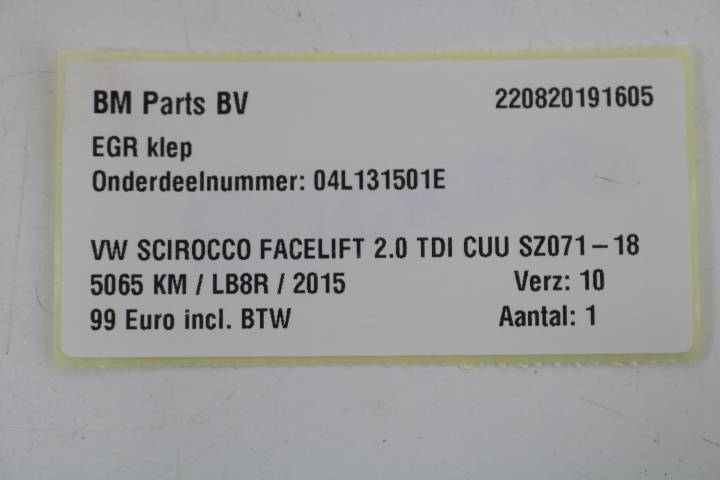 BM Parts BV 220820191605
EGR klep
Onderdeelnummer: 04L131501E
VW SCIROCCO FACELIFT 2.0 TDI CUU SZ071-18
5065 KM / LB8R / 2015 Verz: 10
99 Euro incl. BTW Aantal: 1